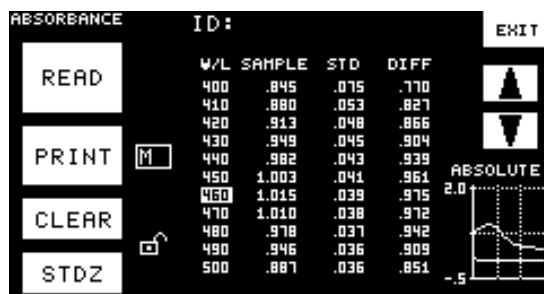 ABSORBANCE ID: EXIT
READ
W/L SAMPLE STD DIFF
400 .845 .075 .770
410 .880 .053 .827
420 .913 .048 .866
430 .949 .045 .904
PRINT M 440 .982 .043 .939
450 1.003 .041 .961
ABSOLUTE
460 1.015 .039 .975
2.0
470 1.010 .038 .972
CLEAR
480 .978 .037 .942
490 .946 .036 .909
500 .887 .036 .851
STDZ
-.5